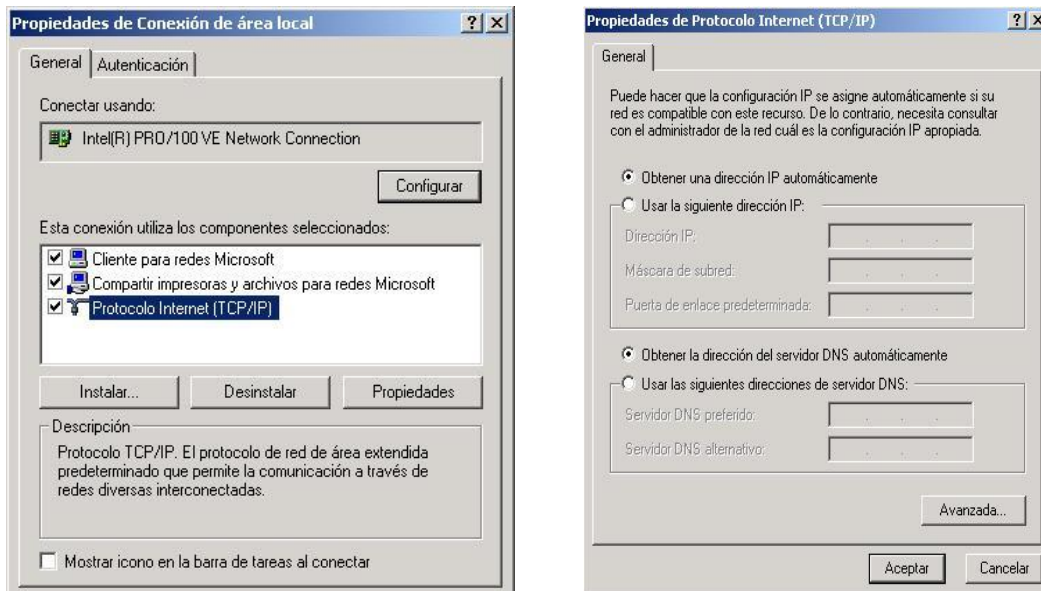 Propiedades de Conexión de área local
General
Autenticación
Conectar usando:
Intel(R) PRO/100 VE Network Connection
Configurar
Esta conexión utiliza los componentes seleccionados:
Cliente para redes Microsoft
Compartir impresoras y archivos para redes Microsoft
Protocolo Internet (TCP/IP)
Instalar...
Desinstalar
Propiedades
Descripción
Protocolo TCP/IP. El protocolo de red de área extendida
predeterminado que permite la comunicación a través de
redes diversas interconectadas.
Mostrar icono en la barra de tareas al conectar
Propiedades de Protocolo Internet (TCP/IP)
General
Puede hacer que la configuración IP se asigne automáticamente si su
red es compatible con este recurso. De lo contrario, necesita consultar
con el administrador de la red cuál es la configuración IP apropiada.
Obtener una dirección IP automáticamente
Usar la siguiente dirección IP:
Dirección IP:
Máscara de subred:
Puerta de enlace predeterminada:
Obtener la dirección del servidor DNS automáticamente
Usar las siguientes direcciones de servidor DNS:
Servidor DNS preferido:
Servidor DNS alternativo:
Avanzada...
Aceptar
Cancelar